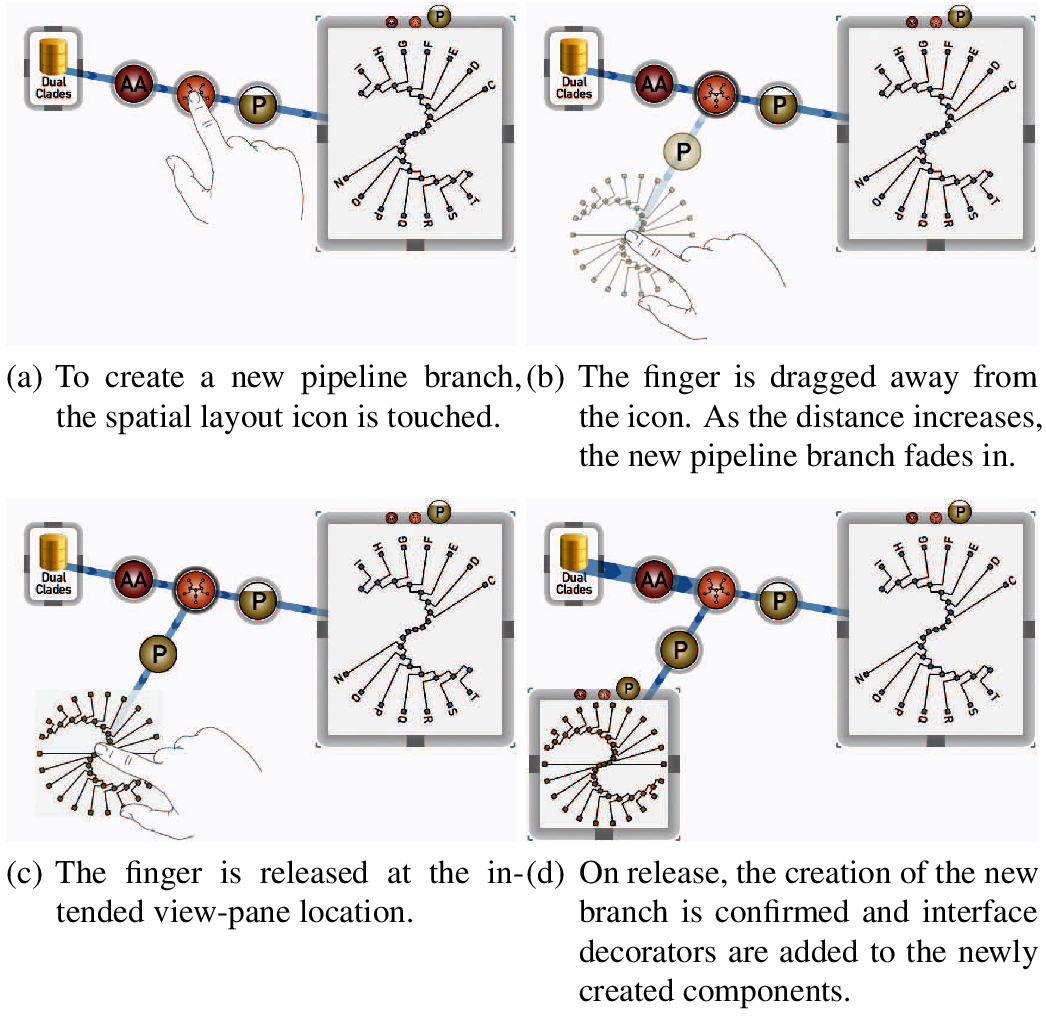 P
Dual
Clades
AA
P
I H G F E D C
N O P Q R S T
P
Dual
Clades
AA
P
P
I H G F E D C
N O P Q R S T
(a) To create a new pipeline branch,
the spatial layout icon is touched.
(b) The finger is dragged away from
the icon. As the distance increases,
the new pipeline branch fades in.
P
Dual
Clades
AA
P
P
I H G F E D C
N O P Q R S T
P
Dual
Clades
AA
P
P
P
I H G F E D C
N O P Q R S T
(c) The finger is released at the in-
tended view-pane location.
(d) On release, the creation of the new
branch is confirmed and interface
decorators are added to the newly
created components.